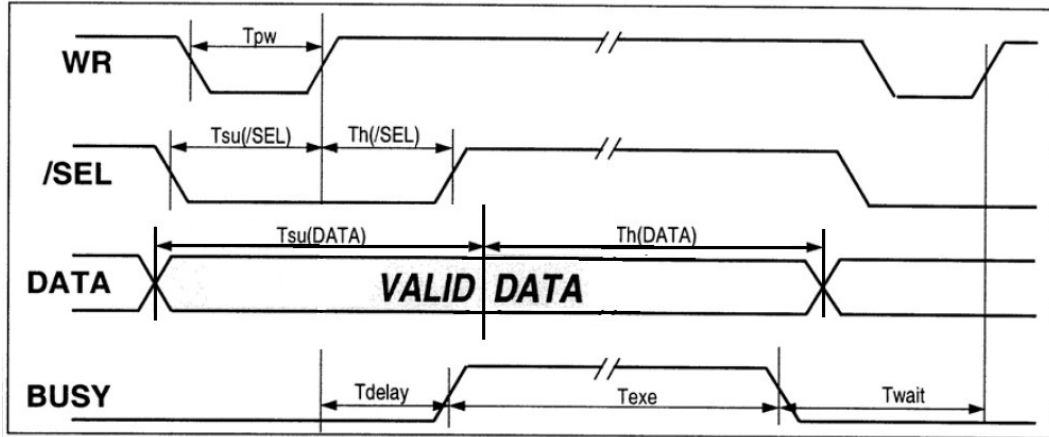 Tpw
WR
Tsu(/SEL) Th(/SEL)
/SEL
Tsu(DATA) Th(DATA)
DATA VALID DATA
BUSY Tdelay Texe Twait